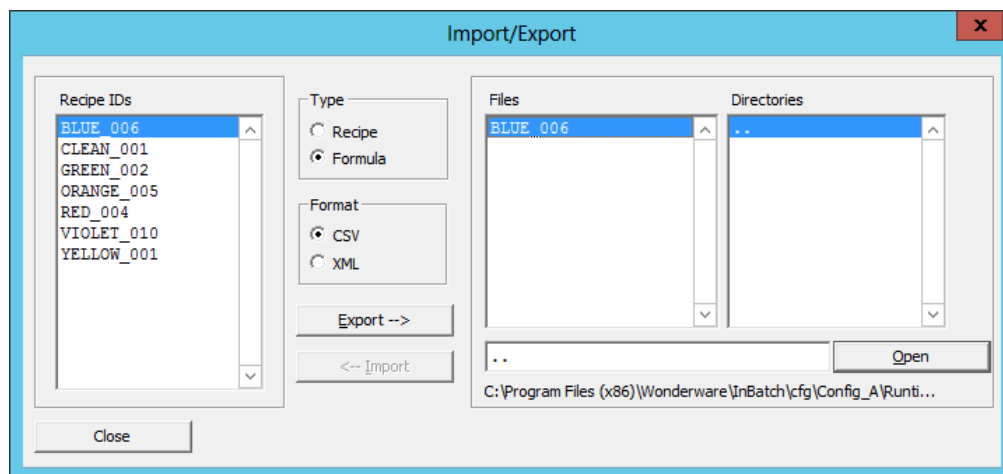 Import/Export
x
Recipe IDs
BLUE_006
CLEAN_001
GREEN_002
ORANGE_005
RED_004
VIOLET_010
YELLOW_001
Type
Recipe
Formula
Format
CSV
XML
Export -->
<-- Import
Files
BLUE_006
Directories
..
..
Open
C:\Program Files (x86)\Wonderware\InBatch\cfg\Config_A\Runti...
Close